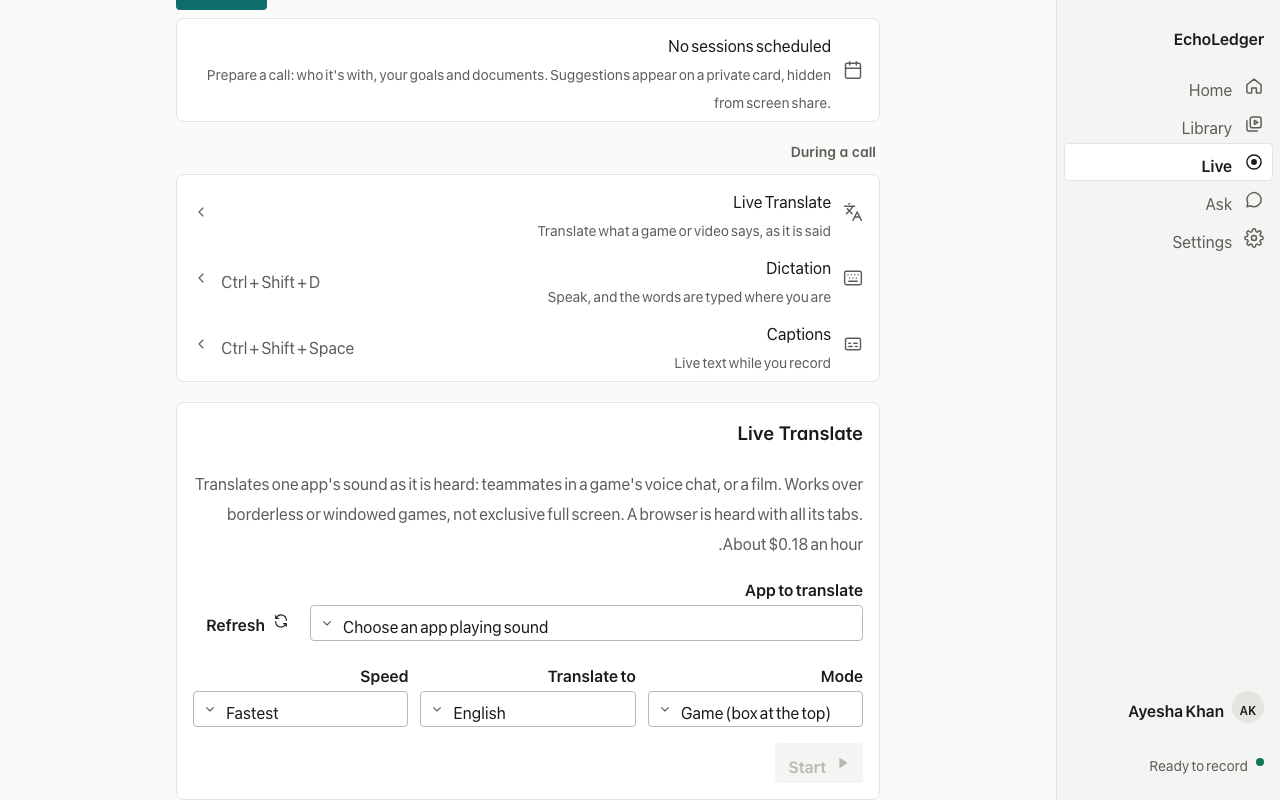 EchoLedger
Home
Library
Live
Ask
Settings
Ayesha Khan
AK
Ready to record
No sessions scheduled
Prepare a call: who it's with, your goals and documents. Suggestions appear on a private card, hidden
from screen share.
During a call
Live Translate
Translate what a game or video says, as it is said
Dictation
Speak, and the words are typed where you are
Ctrl + Shift + D
Captions
Live text while you record
Ctrl + Shift + Space
Live Translate
Translates one app's sound as it is heard: teammates in a game's voice chat, or a film. Works over
borderless or windowed games, not exclusive full screen. A browser is heard with all its tabs.
.About $0.18 an hour
App to translate
Choose an app playing sound
Refresh
Mode
Game (box at the top)
Translate to
English
Speed
Fastest
Start